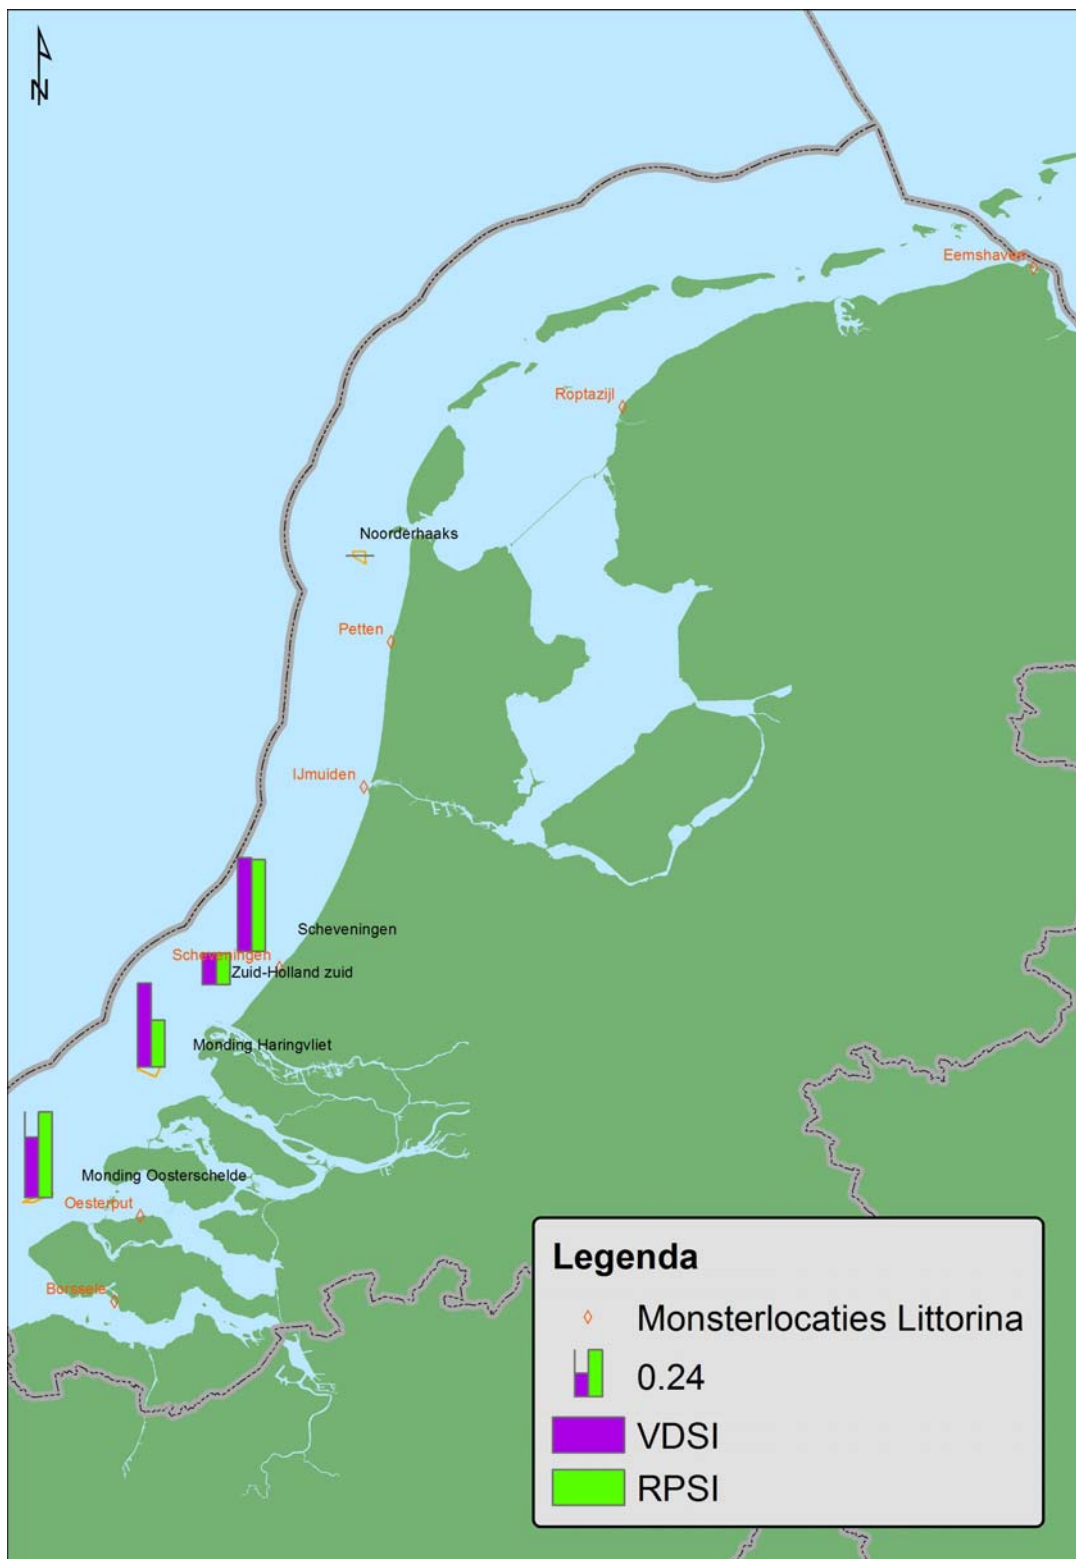 N
Eemshaven
Roptazijl
Noorderhaaks
Petten
IJmuiden
Scheveningen
Scheveningen
Zuid-Holland zuid
Monding Haringvliet
Monding Oosterschelde
Oesterput
Borssele
Legenda
Monsterlocaties Littorina
0.24
VDSI
RPSI